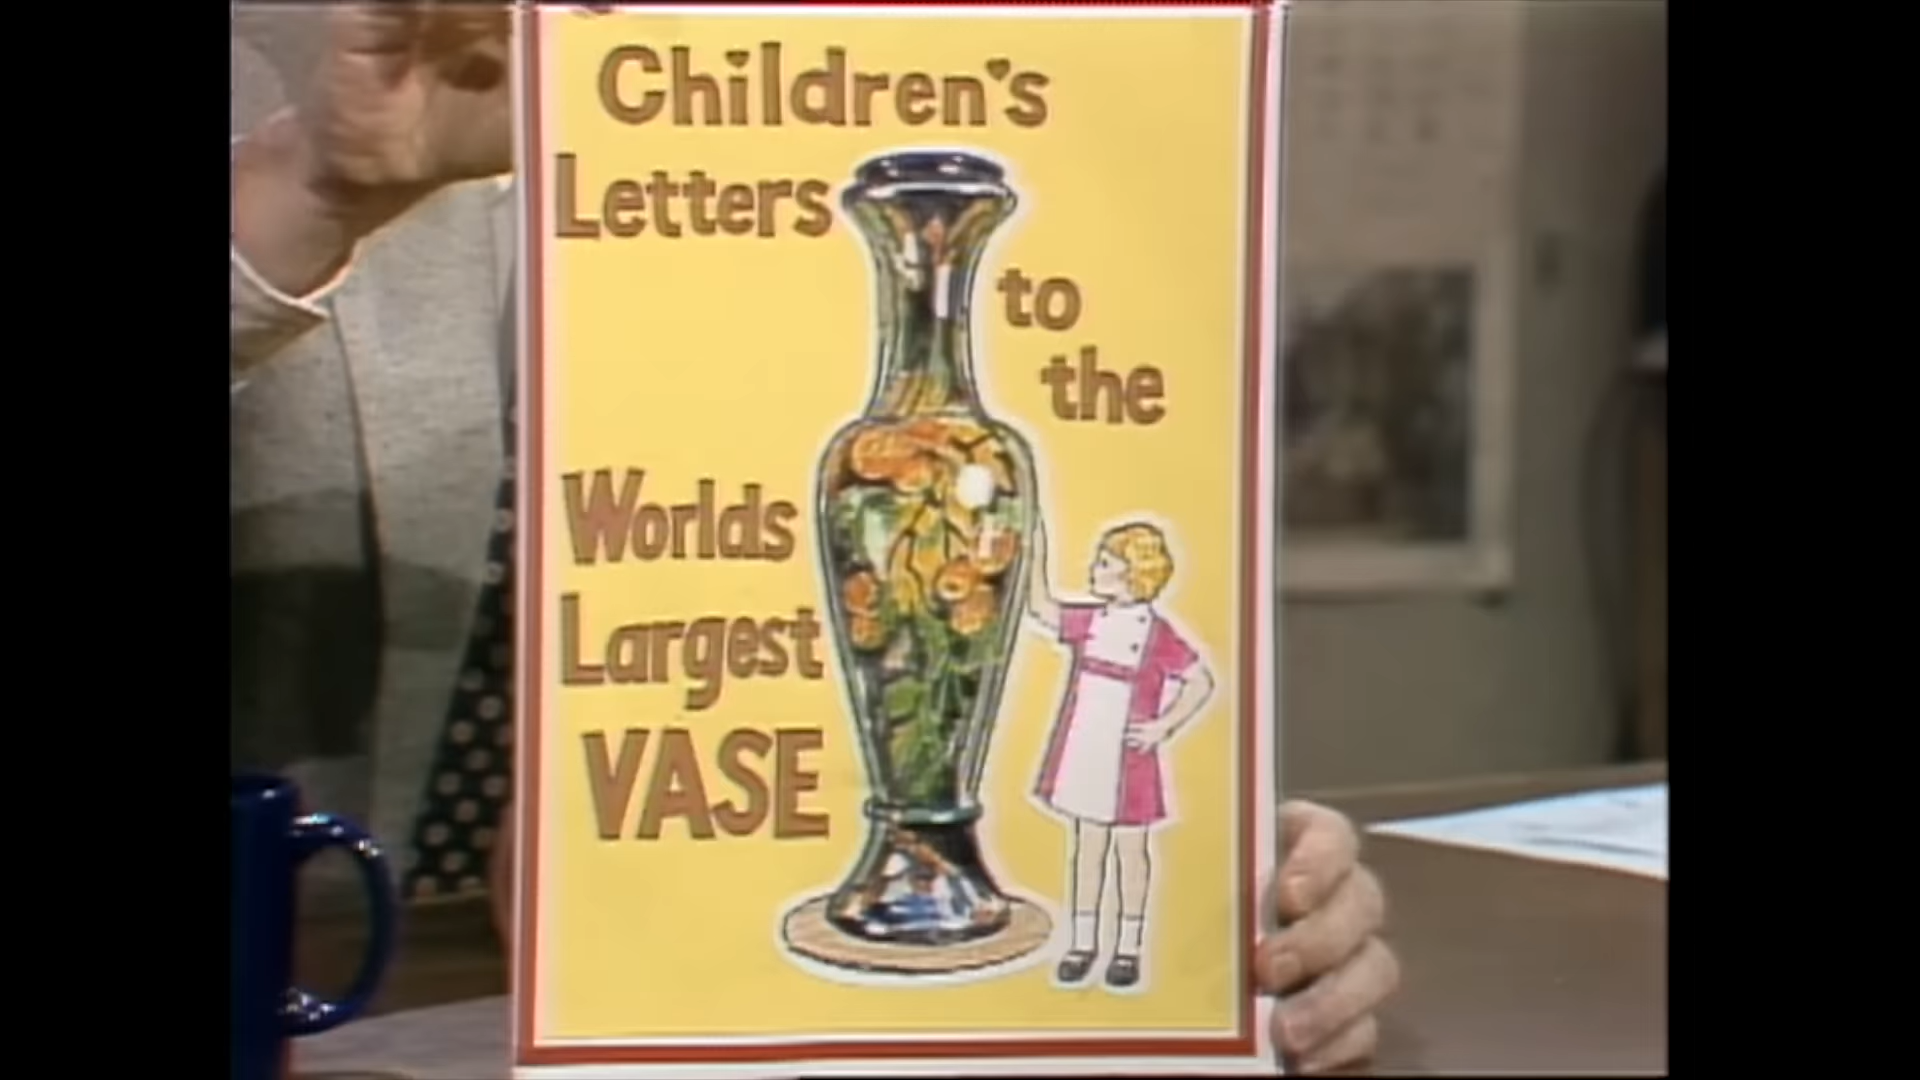 Children's
Letters
to
the
Worlds
Largest
VASE